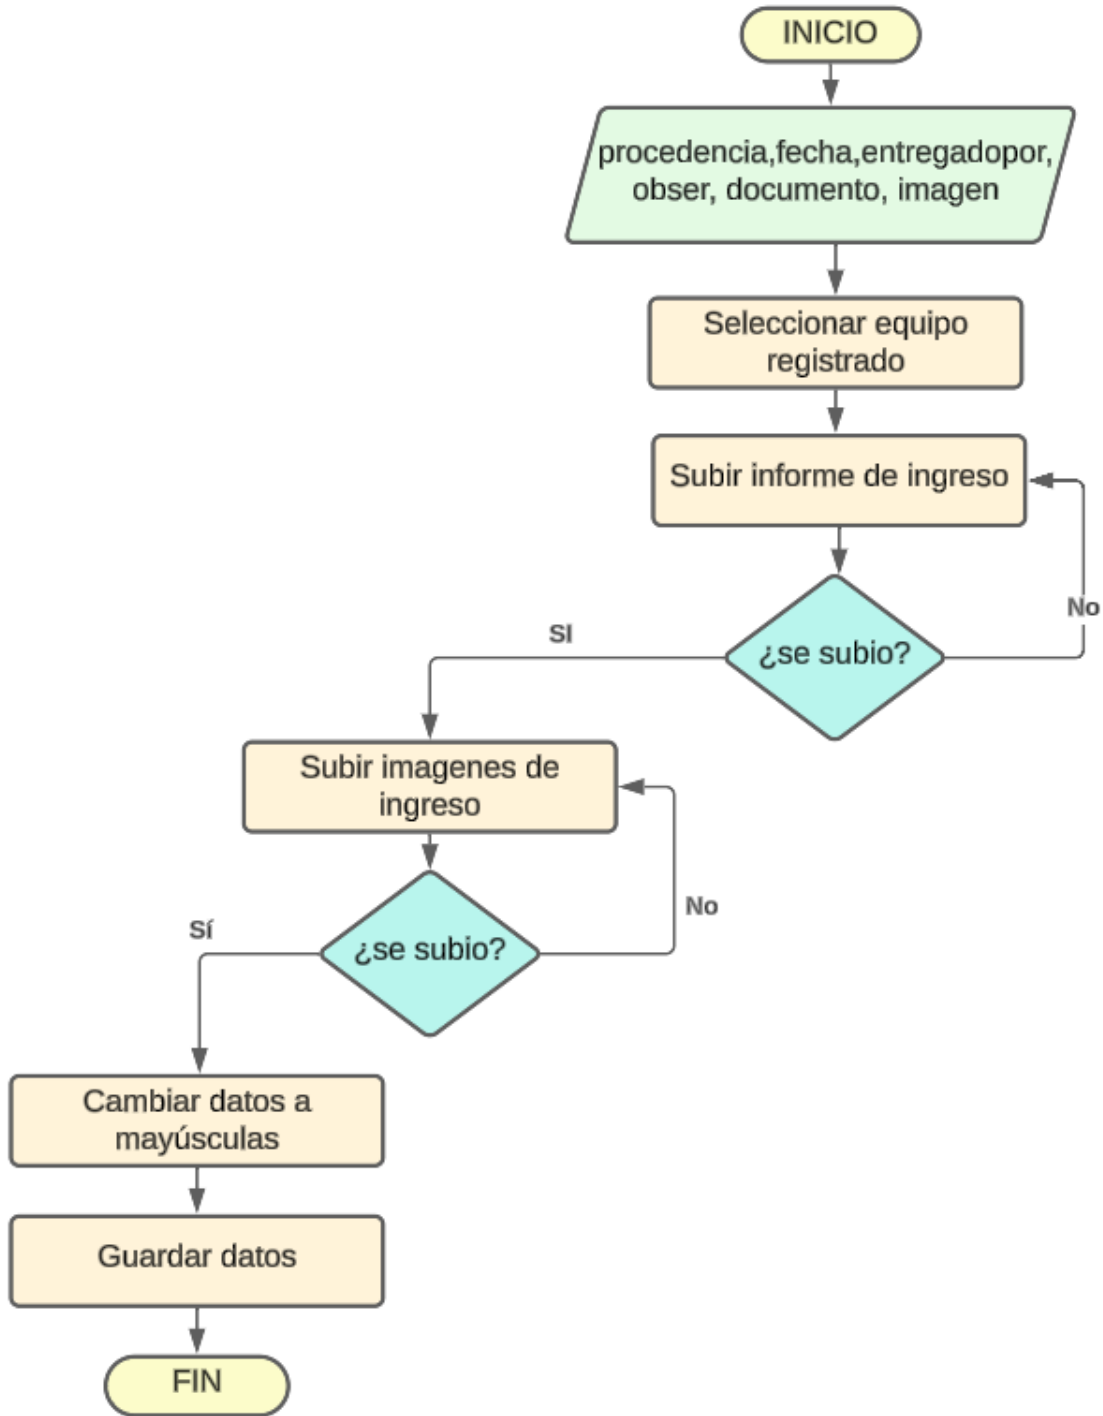 INICIO
procedencia,fecha,entregadopor,
obser, documento, imagen
Seleccionar equipo
registrado
Subir informe de ingreso
No
SI
¿se subio?
Subir imagenes de
ingreso
No
Sí
¿se subio?
Cambiar datos a
mayúsculas
Guardar datos
FIN